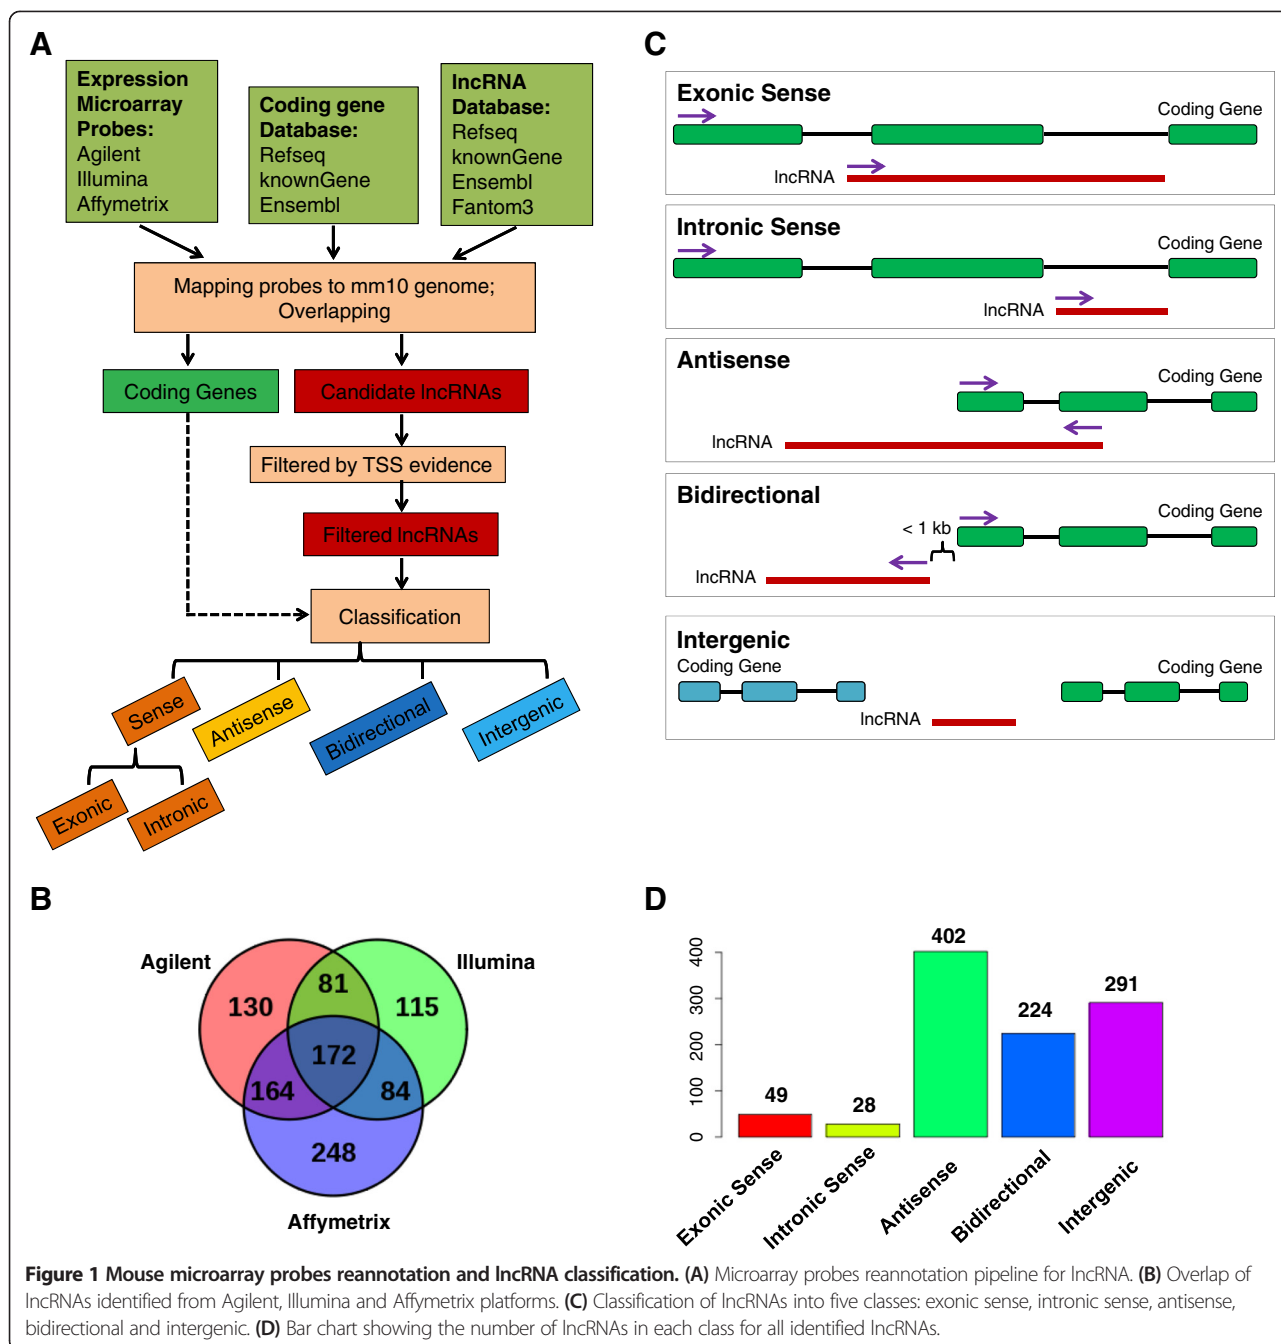 A
Expression
Microarray
Probes:
Agilent
Illumina
Affymetrix
Coding gene
Database:
Refseq
knownGene
Ensembl
lncRNA
Database:
Refseq
knownGene
Ensembl
Fantom3
Mapping probes to mm10 genome;
Overlapping
Coding Genes
Candidate lncRNAs
Filtered by TSS evidence
Filtered lncRNAs
Classification
Sense
Antisense
Bidirectional
Intergenic
Exonic
Intronic
C
Exonic Sense
Coding Gene
lncRNA
Intronic Sense
Coding Gene
lncRNA
Antisense
Coding Gene
lncRNA
Bidirectional
Coding Gene
< 1 kb
lncRNA
Intergenic
Coding Gene
Coding Gene
lncRNA
B
Agilent
Illumina
81
130
115
172
164
84
248
Affymetrix
D
400
300
200
100
0
49
28
402
224
291
Exonic Sense
Intronic Sense
Antisense
Bidirectional
Intergenic
Figure 1 Mouse microarray probes reannotation and lncRNA classification. (A) Microarray probes reannotation pipeline for lncRNA. (B) Overlap of
lncRNAs identified from Agilent, Illumina and Affymetrix platforms. (C) Classification of lncRNAs into five classes: exonic sense, intronic sense, antisense,
bidirectional and intergenic. (D) Bar chart showing the number of lncRNAs in each class for all identified lncRNAs.